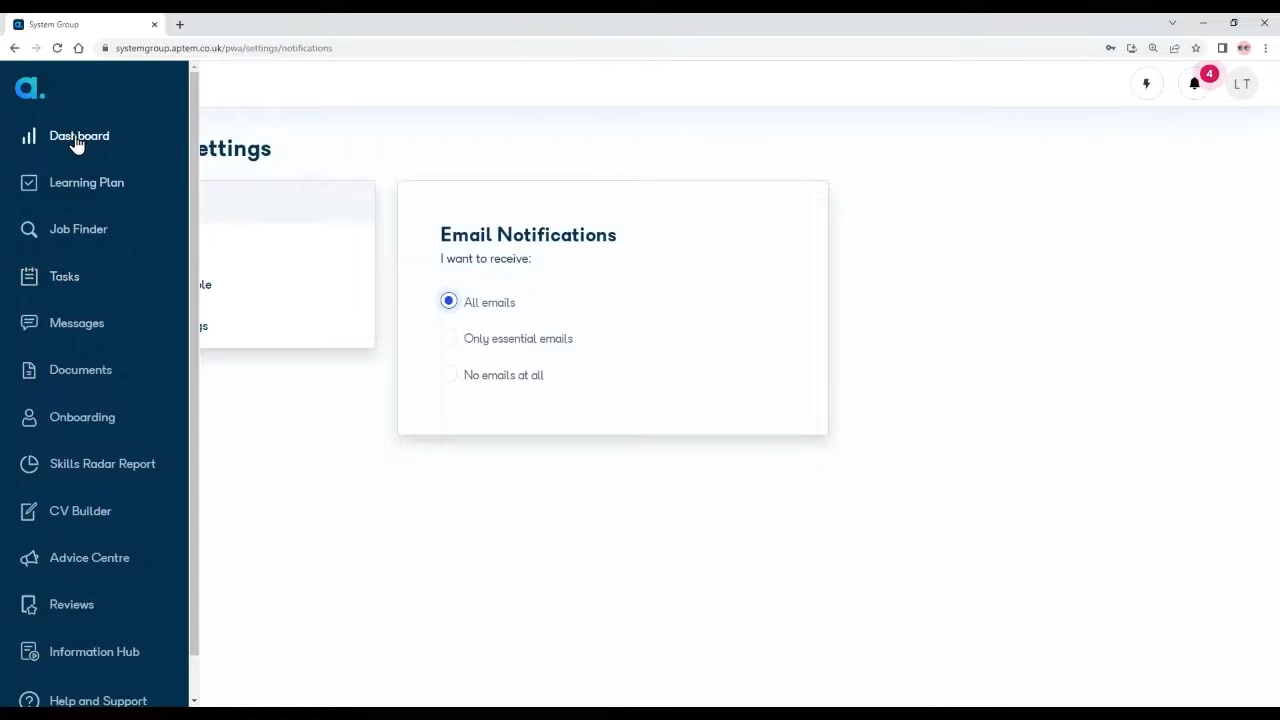 System Group
systemgroup.aptem.co.uk/pwa/settings/notifications
a.
4
LT
Dashboard
Learning Plan
Job Finder
Tasks
Messages
Documents
Onboarding
Skills Radar Report
CV Builder
Advice Centre
Reviews
Information Hub
Help and Support
ettings
ple
gs
Email Notifications
I want to receive:
All emails
Only essential emails
No emails at all